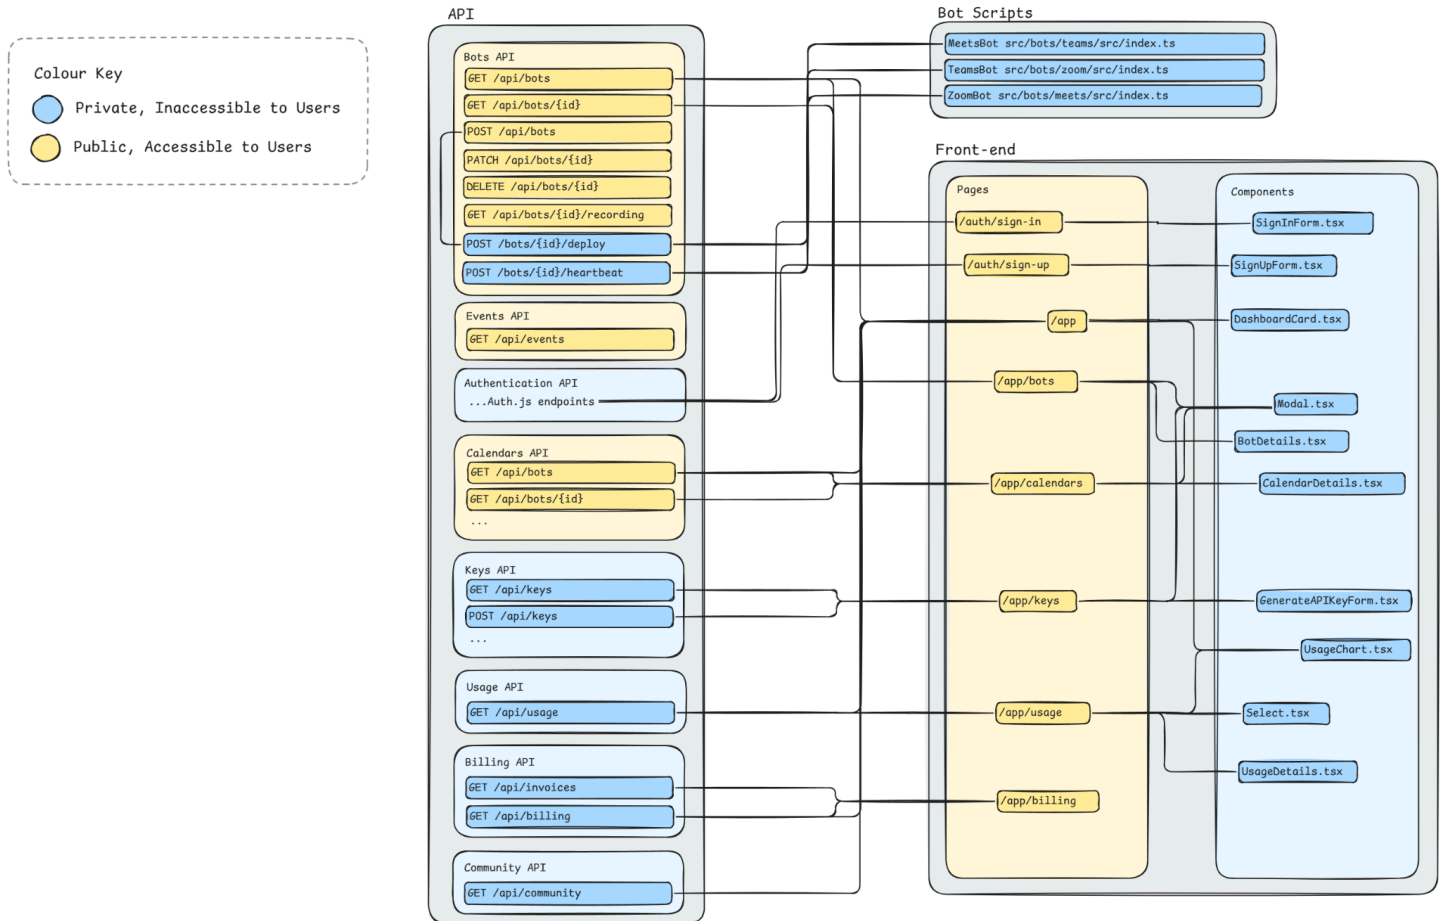 Colour Key
Private, Inaccessible to Users
Public, Accessible to Users
API
Bots API
GET /api/bots
GET /api/bots/{id}
POST /api/bots
PATCH /api/bots/{id}
DELETE /api/bots/{id}
GET /api/bots/{id}/recording
POST /bots/{id}/deploy
POST /bots/{id}/heartbeat
Events API
GET /api/events
Authentication API
...Auth.js endpoints
Calendars API
GET /api/bots
GET /api/bots/{id}
...
Keys API
GET /api/keys
POST /api/keys
...
Usage API
GET /api/usage
Billing API
GET /api/invoices
GET /api/billing
Community API
GET /api/community
Bot Scripts
MeetsBot src/bots/teams/src/index.ts
TeamsBot src/bots/zoom/src/index.ts
ZoomBot src/bots/meets/src/index.ts
Front-end
Pages
/auth/sign-in
/auth/sign-up
/app
/app/bots
/app/calendars
/app/keys
/app/usage
/app/billing
Components
SignInForm.tsx
SignUpForm.tsx
DashboardCard.tsx
Modal.tsx
BotDetails.tsx
CalendarDetails.tsx
GenerateAPIKeyForm.tsx
UsageChart.tsx
Select.tsx
UsageDetails.tsx